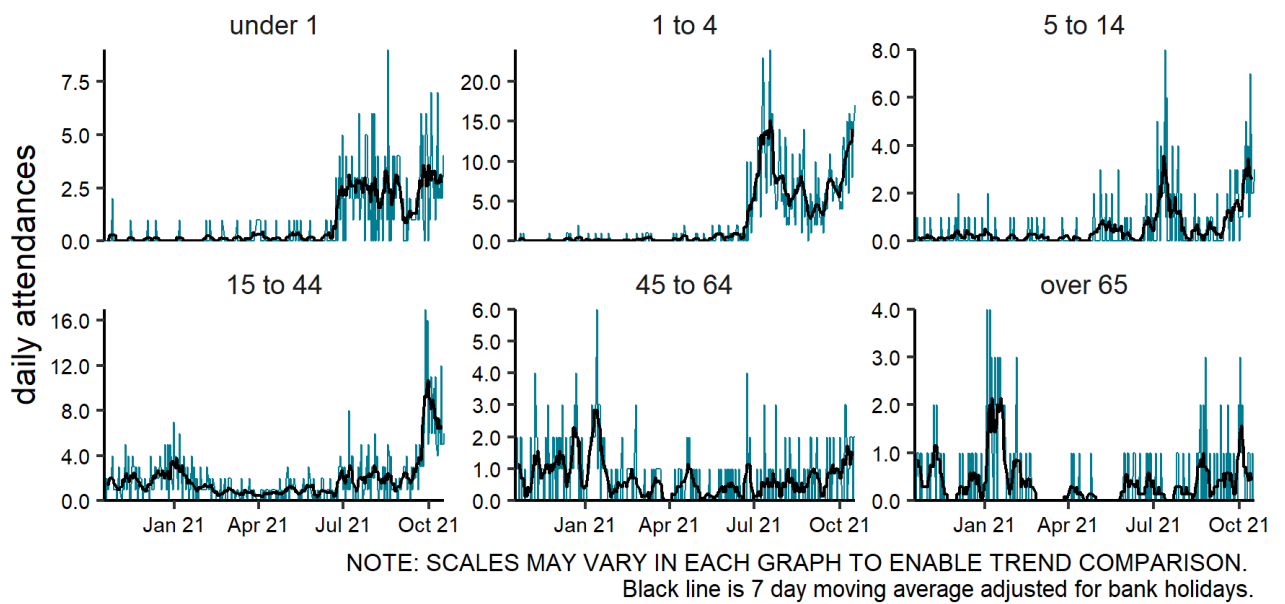 under 1
1 to 4
5 to 14
7.5
5.0
2.5
0.0
20.0
15.0
10.0
5.0
0.0
8.0
6.0
4.0
2.0
0.0
daily attendances
15 to 44
45 to 64
over 65
16.0
12.0
8.0
4.0
0.0
6.0
5.0
4.0
3.0
2.0
1.0
0.0
4.0
3.0
2.0
1.0
0.0
Jan 21 Apr 21 Jul 21 Oct 21
Jan 21 Apr 21 Jul 21 Oct 21
Jan 21 Apr 21 Jul 21 Oct 21
NOTE: SCALES MAY VARY IN EACH GRAPH TO ENABLE TREND COMPARISON.
Black line is 7 day moving average adjusted for bank holidays.